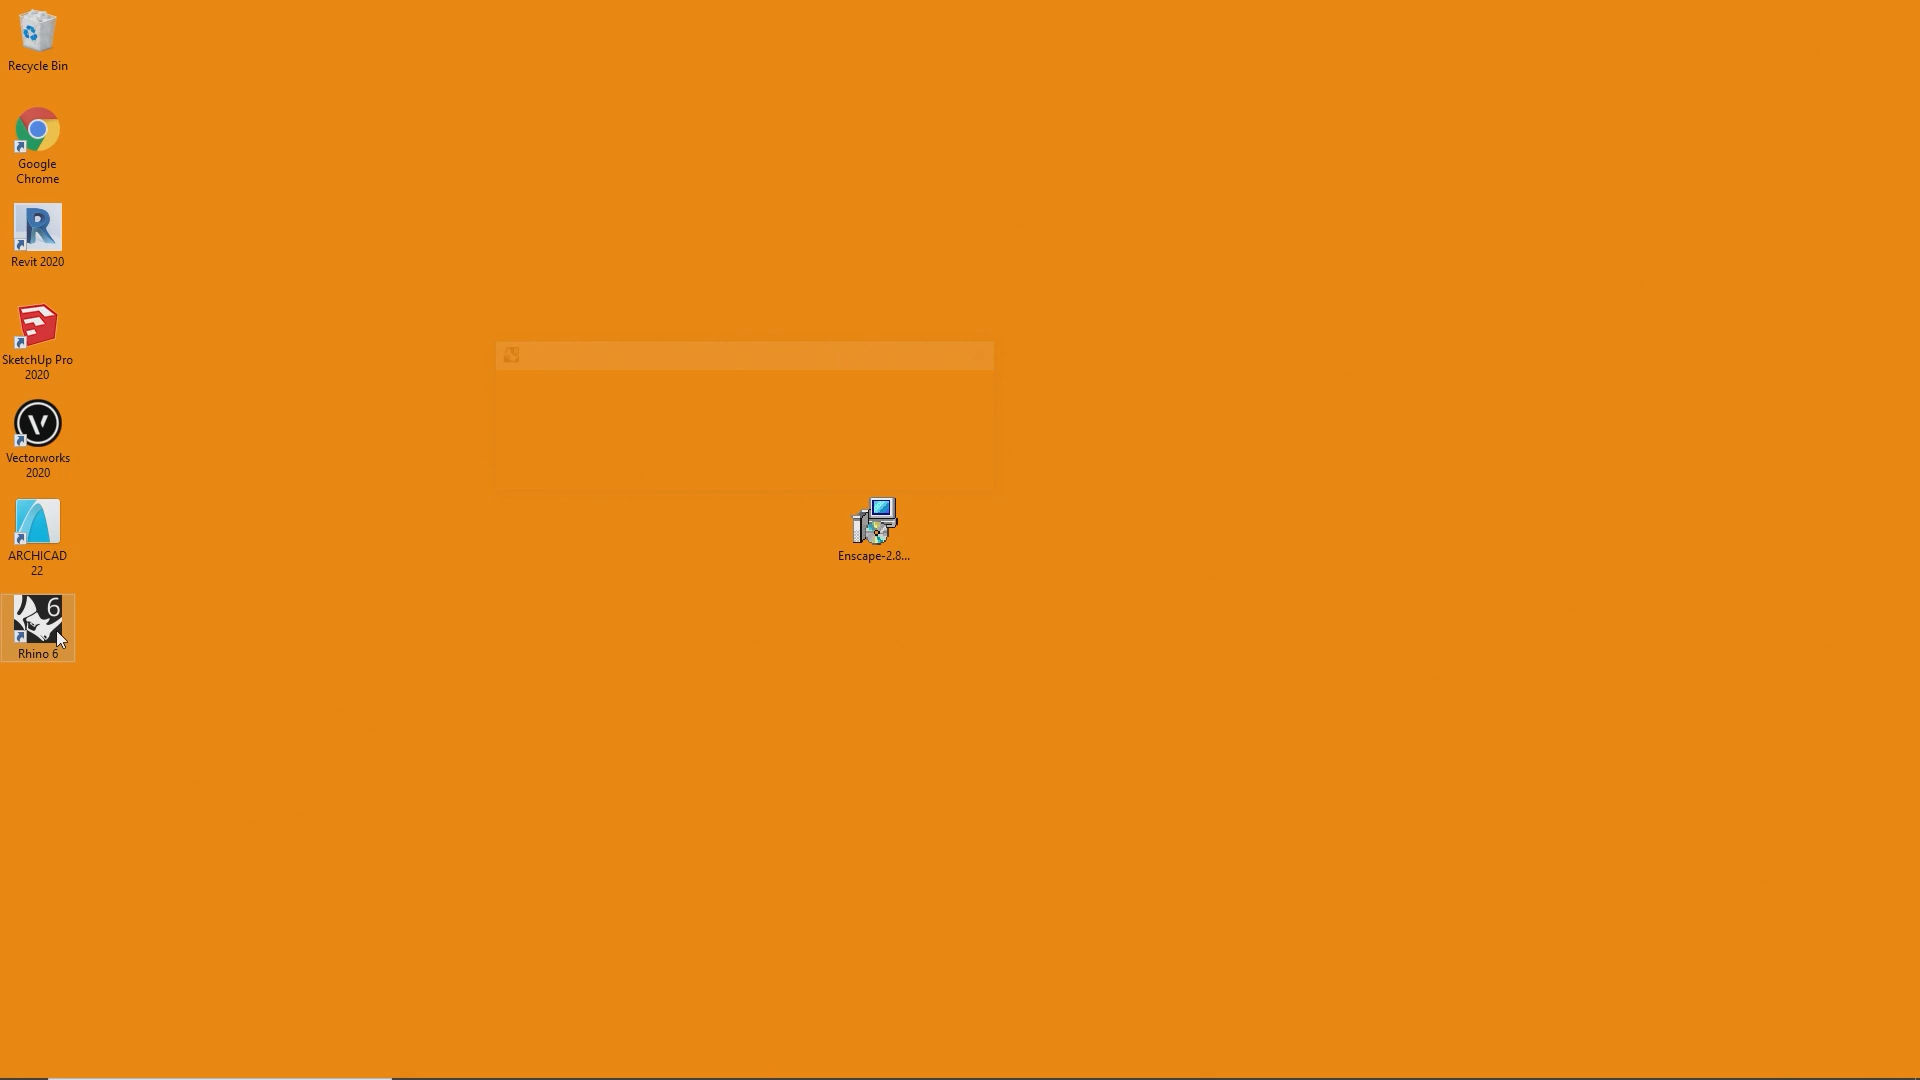 Recycle Bin
Google
Chrome
R
Revit 2020
SketchUp Pro
2020
V
Vectorworks
2020
ARCHICAD
22
6
Rhino 6
Enscape-2.8...